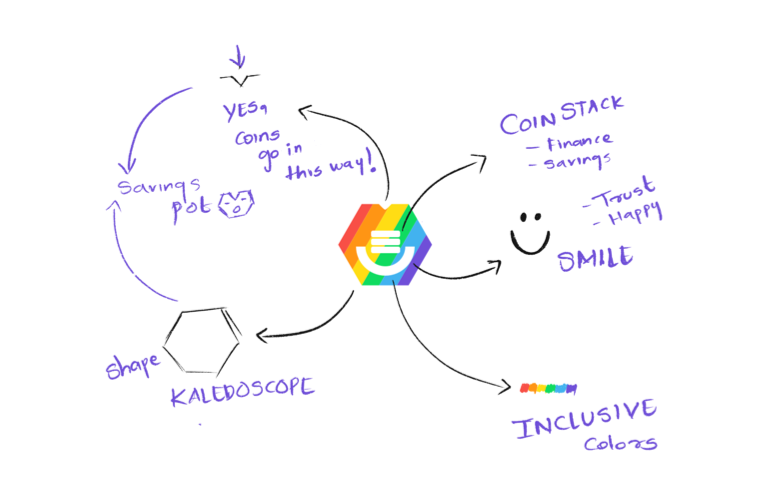 YES,
Coins
go in
this way!
Savings
pot
COIN STACK
- Finance
- Savings
- Trust
- Happy
SMILE
Shape
KALEDOSCOPE
INCLUSIVE
Colors